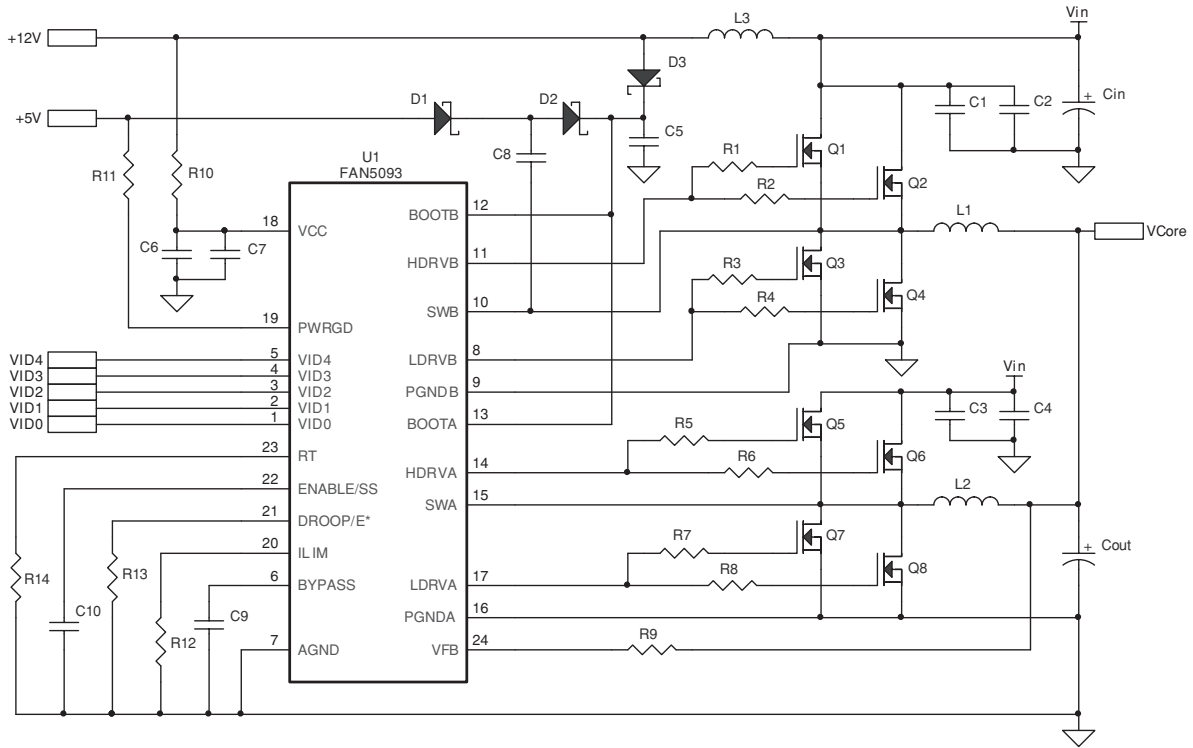 L3
Vin
+12V
D3
D1
D2
C1
C2
Cin
+5V
C5
R11
R10
U1
FAN5093
C8
R1
Q1
R2
Q2
12
BOOTB
18
VCC
C6
C7
11
HDRVB
L1
VCore
R3
Q3
R4
Q4
10
SWB
19
PWRGD
VID4
5
VID4
8
LDRVB
VID3
4
VID3
VID2
3
VID2
9
PGNDB
Vin
VID1
2
VID1
VID0
1
VID0
13
BOOTA
R5
Q5
C3
C4
23
RT
14
HDRVA
R6
Q6
22
ENABLE/SS
15
SWA
L2
21
DROOP/E*
R7
Q7
20
ILIM
Cout
R14
R13
6
BYPASS
17
LDRVA
R8
Q8
C10
C9
16
PGNDA
R12
7
AGND
24
VFB
R9